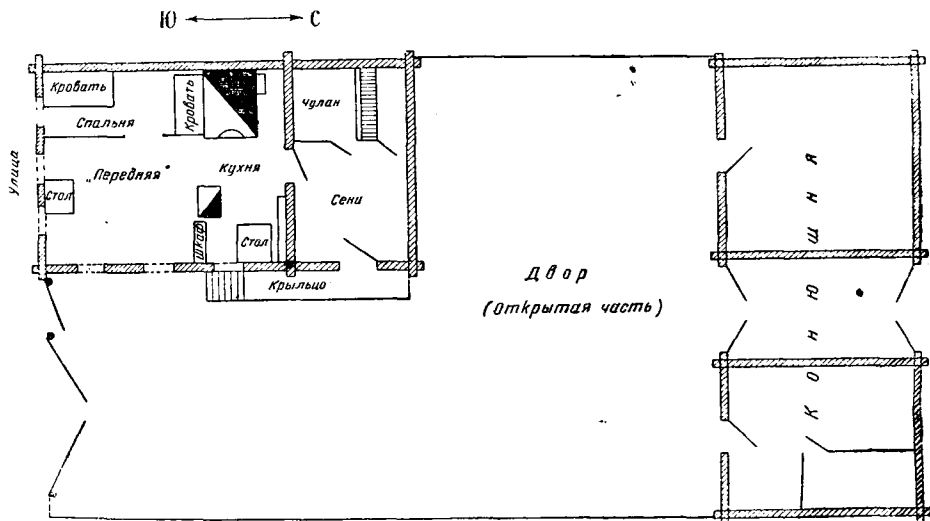 Ю С
Улица
Кровать
Спальня
Кровать
Чулан
„Передняя“
Кухня
Стол
Сени
Шкаф
Стол
Крыльцо
Двор
(Открытая часть)
Конюшня